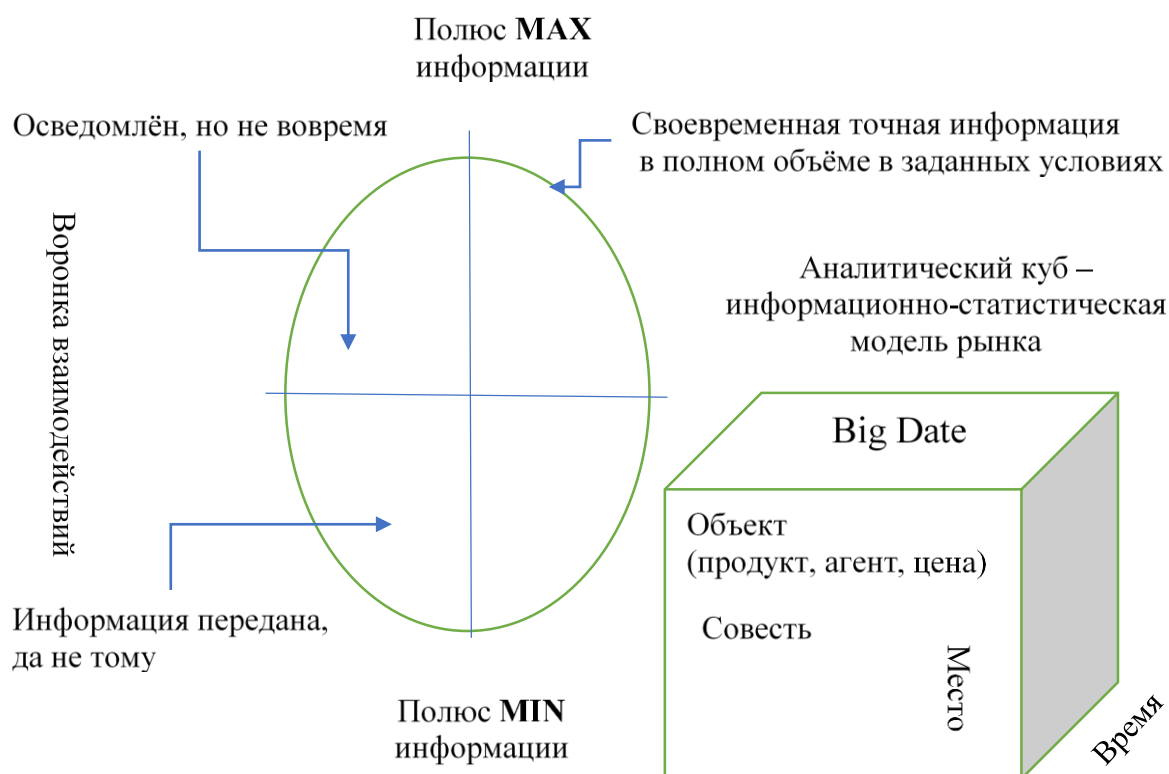 Полюс MAX
информации
Осведомлён, но не вовремя
Своевременная точная информация
в полном объёме в заданных условиях
Воронка взаимодействий
Аналитический куб –
информационно-статистическая
модель рынка
Big Date
Объект
(продукт, агент, цена)
Совесть
Место
Время
Информация передана,
да не тому
Полюс MIN
информации